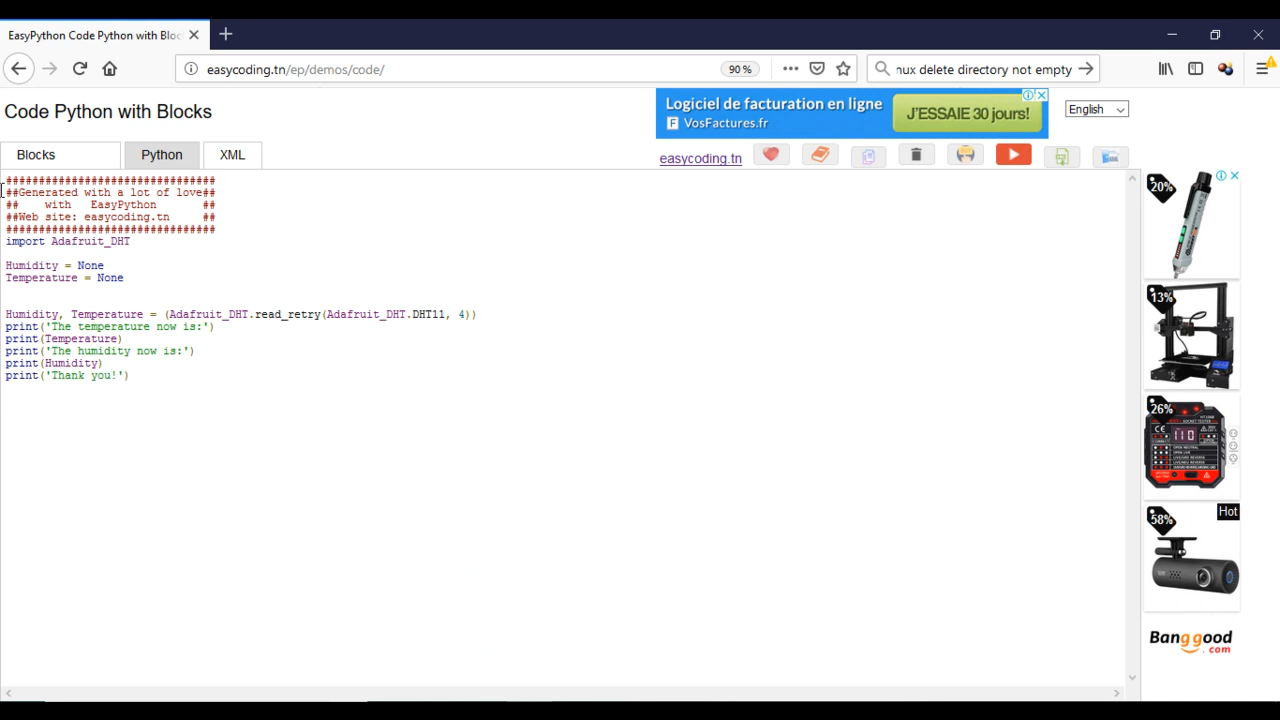 EasyPython Code Python with Bloc
easycoding.tn/ep/demos/code/
90 %
nux delete directory not empty
Code Python with Blocks
Logiciel de facturation en ligne
F VosFactures.fr
J'ESSAIE 30 jours!
English
Blocks
Python
XML
easycoding.tn
################################
##Generated with a lot of love##
## with EasyPython ##
##Web site: easycoding.tn ##
################################
import Adafruit_DHT
Humidity = None
Temperature = None
Humidity, Temperature = (Adafruit_DHT.read_retry(Adafruit_DHT.DHT11, 4))
print('The temperature now is:')
print(Temperature)
print('The humidity now is:')
print(Humidity)
print('Thank you!')
20%
13%
26%
110
58%
Hot
Banggood
.com